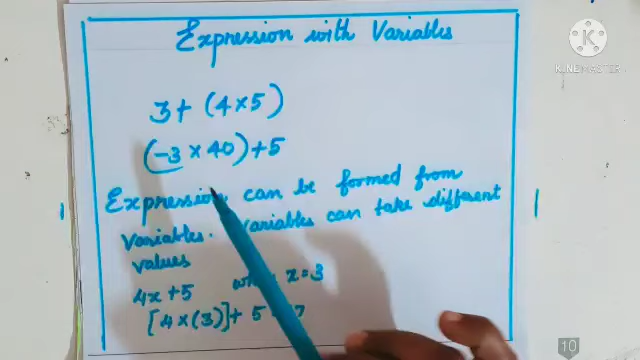 Expression with Variables
KINEMASTER
3 + (4 × 5)
(-3 × 40) + 5
Expression can be formed from
variables. variables can take different
values
4x + 5 x = 3
[4 × (3)] + 5
10